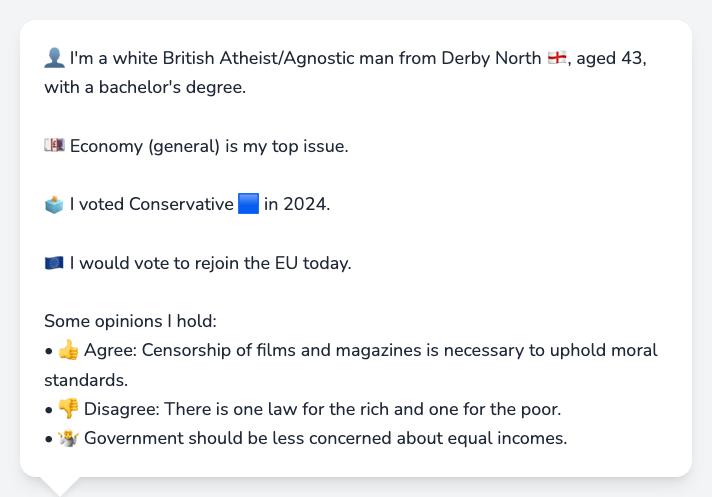 👤 I'm a white British Atheist/Agnostic man from Derby North 🏴󠁧󠁢󠁥󠁮󠁧󠁿, aged 43,
with a bachelor's degree.
💷 Economy (general) is my top issue.
🗳️ I voted Conservative 🟦 in 2024.
🇪🇺 I would vote to rejoin the EU today.
Some opinions I hold:
• 👍 Agree: Censorship of films and magazines is necessary to uphold moral
standards.
• 👎 Disagree: There is one law for the rich and one for the poor.
• 🤷 Government should be less concerned about equal incomes.